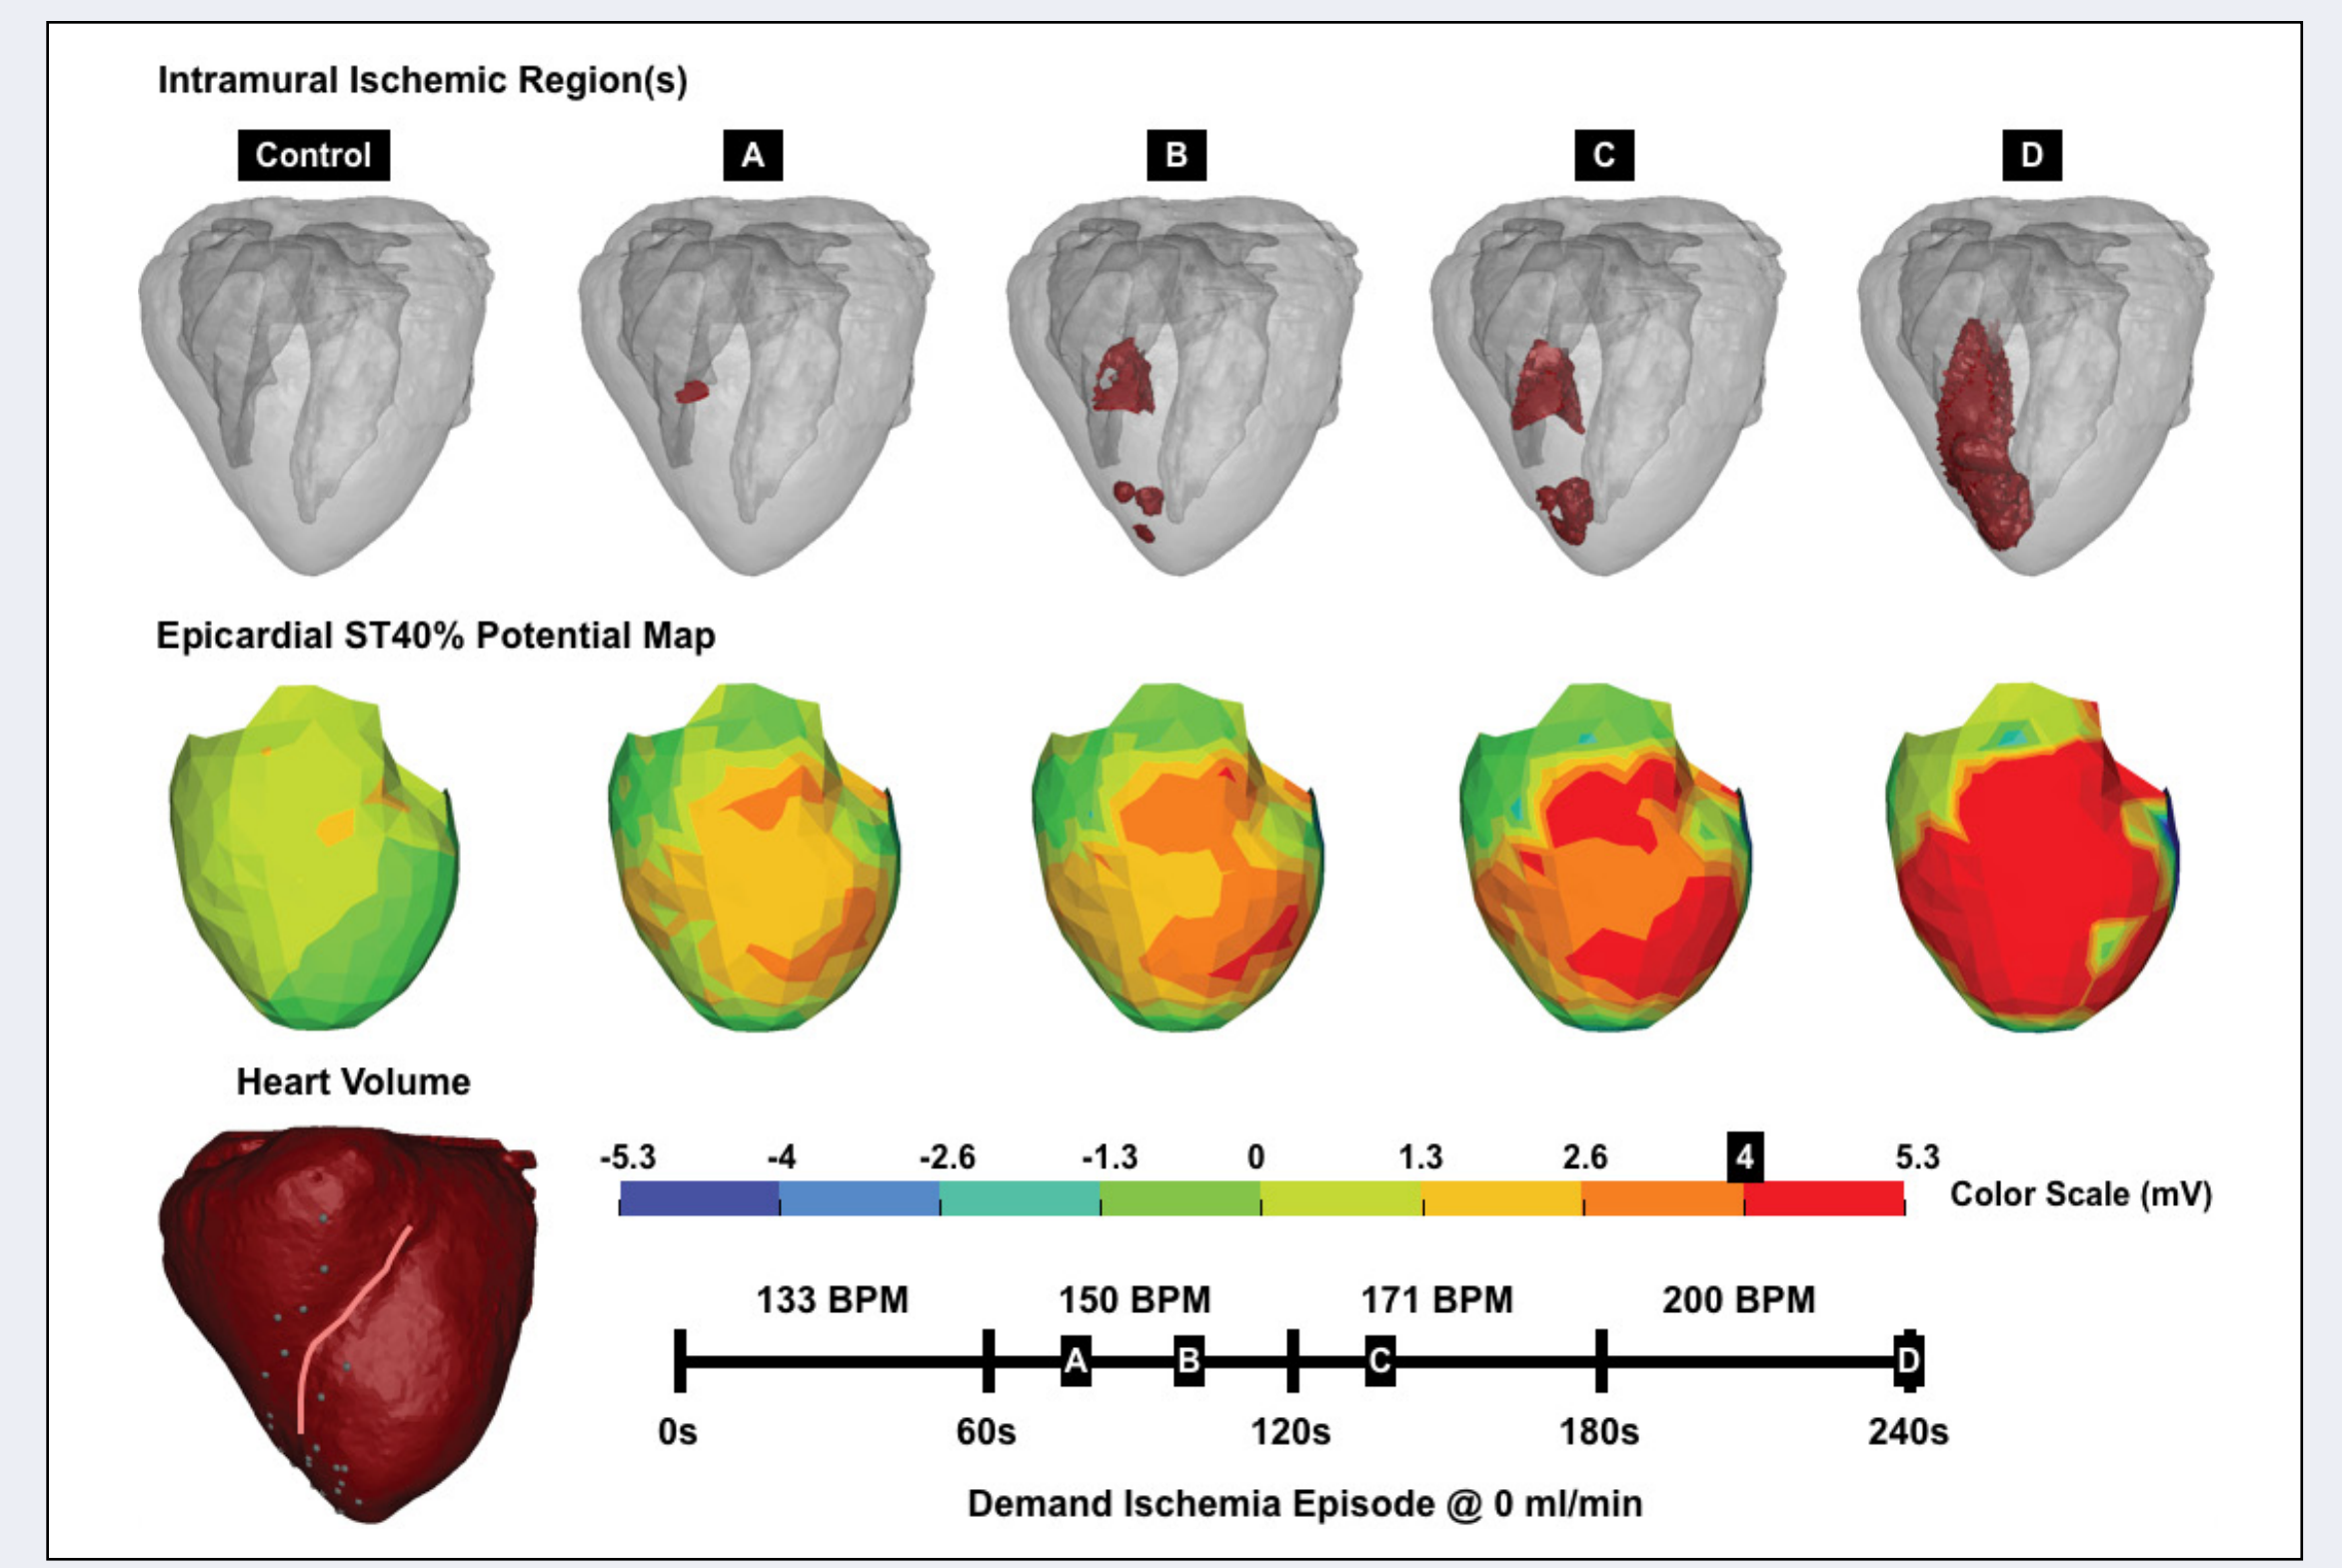 Intramural Ischemic Region(s)
Control A B C D
Epicardial ST40% Potential Map
Heart Volume
-5.3 -4 -2.6 -1.3 0 1.3 2.6 4 5.3
Color Scale (mV)
133 BPM 150 BPM 171 BPM 200 BPM
A B C D
0s 60s 120s 180s 240s
Demand Ischemia Episode @ 0 ml/min